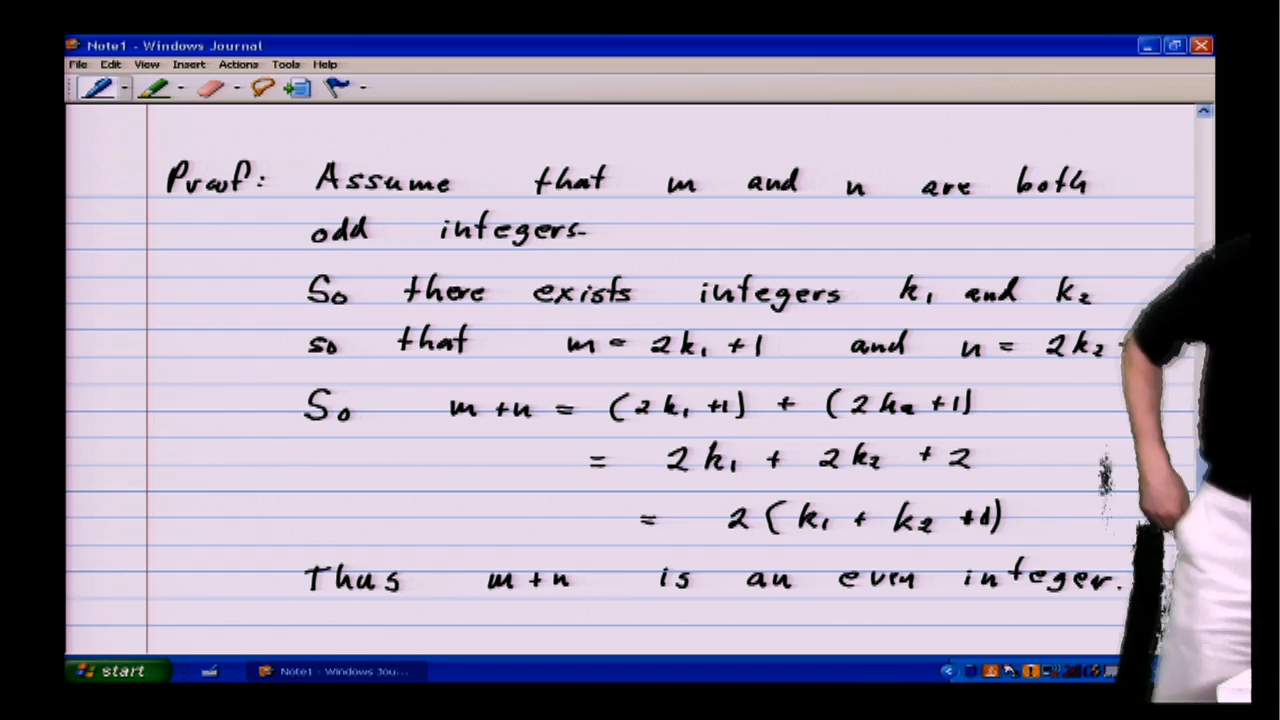 Note1 - Windows Journal
File Edit View Insert Actions Tools Help
Proof: Assume that m and n are both
odd integers.
So there exists integers k₁ and k₂
so that m = 2k₁ + 1 and n = 2k₂
So m + n = (2k₁ + 1) + (2k₂ + 1)
= 2k₁ + 2k₂ + 2
= 2(k₁ + k₂ + 1)
Thus m + n is an even integer.
start Note1 - Windows Jou...